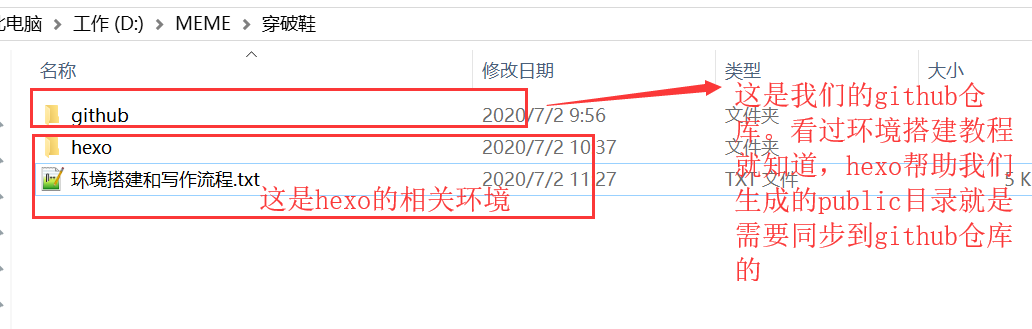 此电脑 > 工作 (D:) > MEME > 穿破鞋
名称 修改日期 类型 大小
github 2020/7/2 9:56 文件夹
hexo 2020/7/2 10:37 文件夹
环境搭建和写作流程.txt 2020/7/2 11:27 TXT 文件 5 K
这是hexo的相关环境
这是我们的github仓
库。看过环境搭建教程
就知道，hexo帮助我们
生成的public目录就是
需要同步到github仓库
的